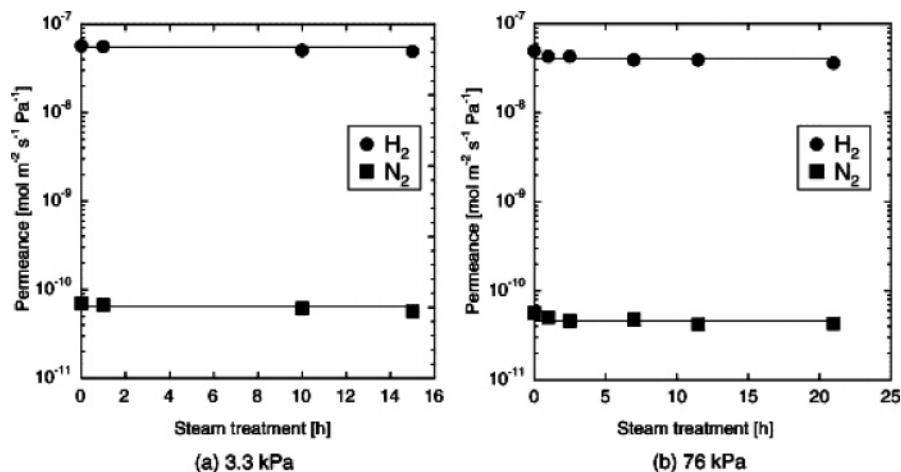 10⁻⁷
10⁻⁸
10⁻⁹
10⁻¹⁰
10⁻¹¹
Permeance [mol m⁻² s⁻¹ Pa⁻¹]
H₂
N₂
0 2 4 6 8 10 12 14 16
Steam treatment [h]
(a) 3.3 kPa
10⁻⁷
10⁻⁸
10⁻⁹
10⁻¹⁰
10⁻¹¹
Permeance [mol m⁻² s⁻¹ Pa⁻¹]
H₂
N₂
0 5 10 15 20 25
Steam treatment [h]
(b) 76 kPa